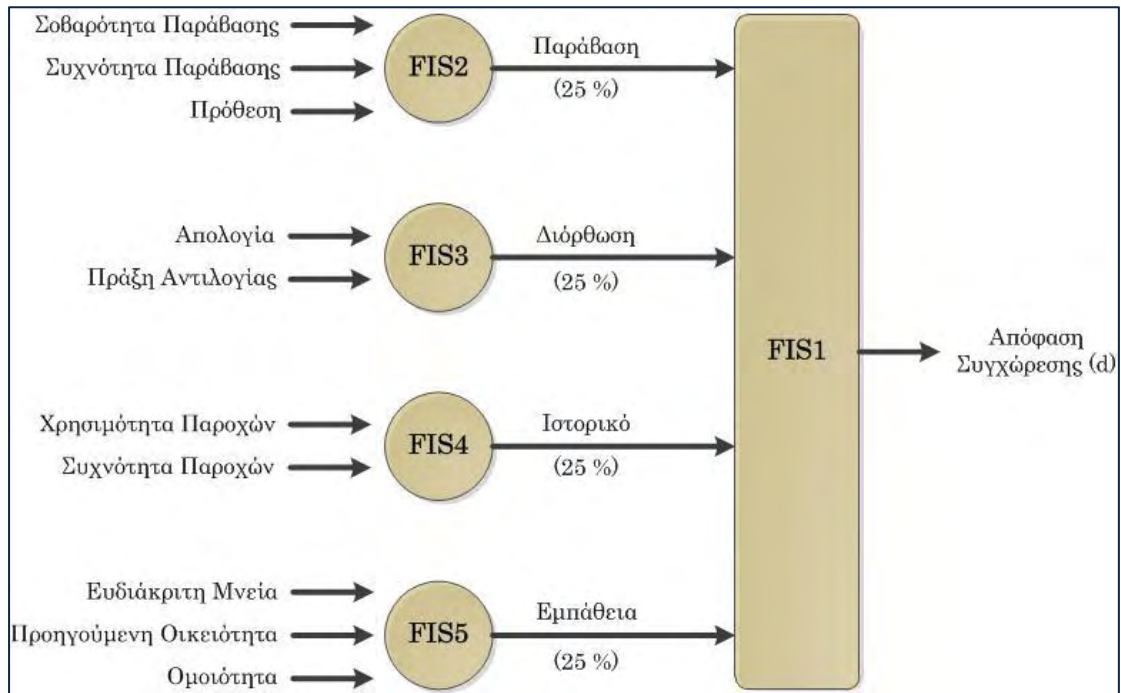 Σοβαρότητα Παράβασης
Συχνότητα Παράβασης
Πρόθεση
FIS2
Παράβαση
(25 %)
Απολογία
Πράξη Αντιλογίας
FIS3
Διόρθωση
(25 %)
Χρησιμότητα Παροχών
Συχνότητα Παροχών
FIS4
Ιστορικό
(25 %)
Ευδιάκριτη Μνεία
Προηγούμενη Οικειότητα
Ομοιότητα
FIS5
Εμπάθεια
(25 %)
FIS1
Απόφαση
Συγχώρεσης (d)